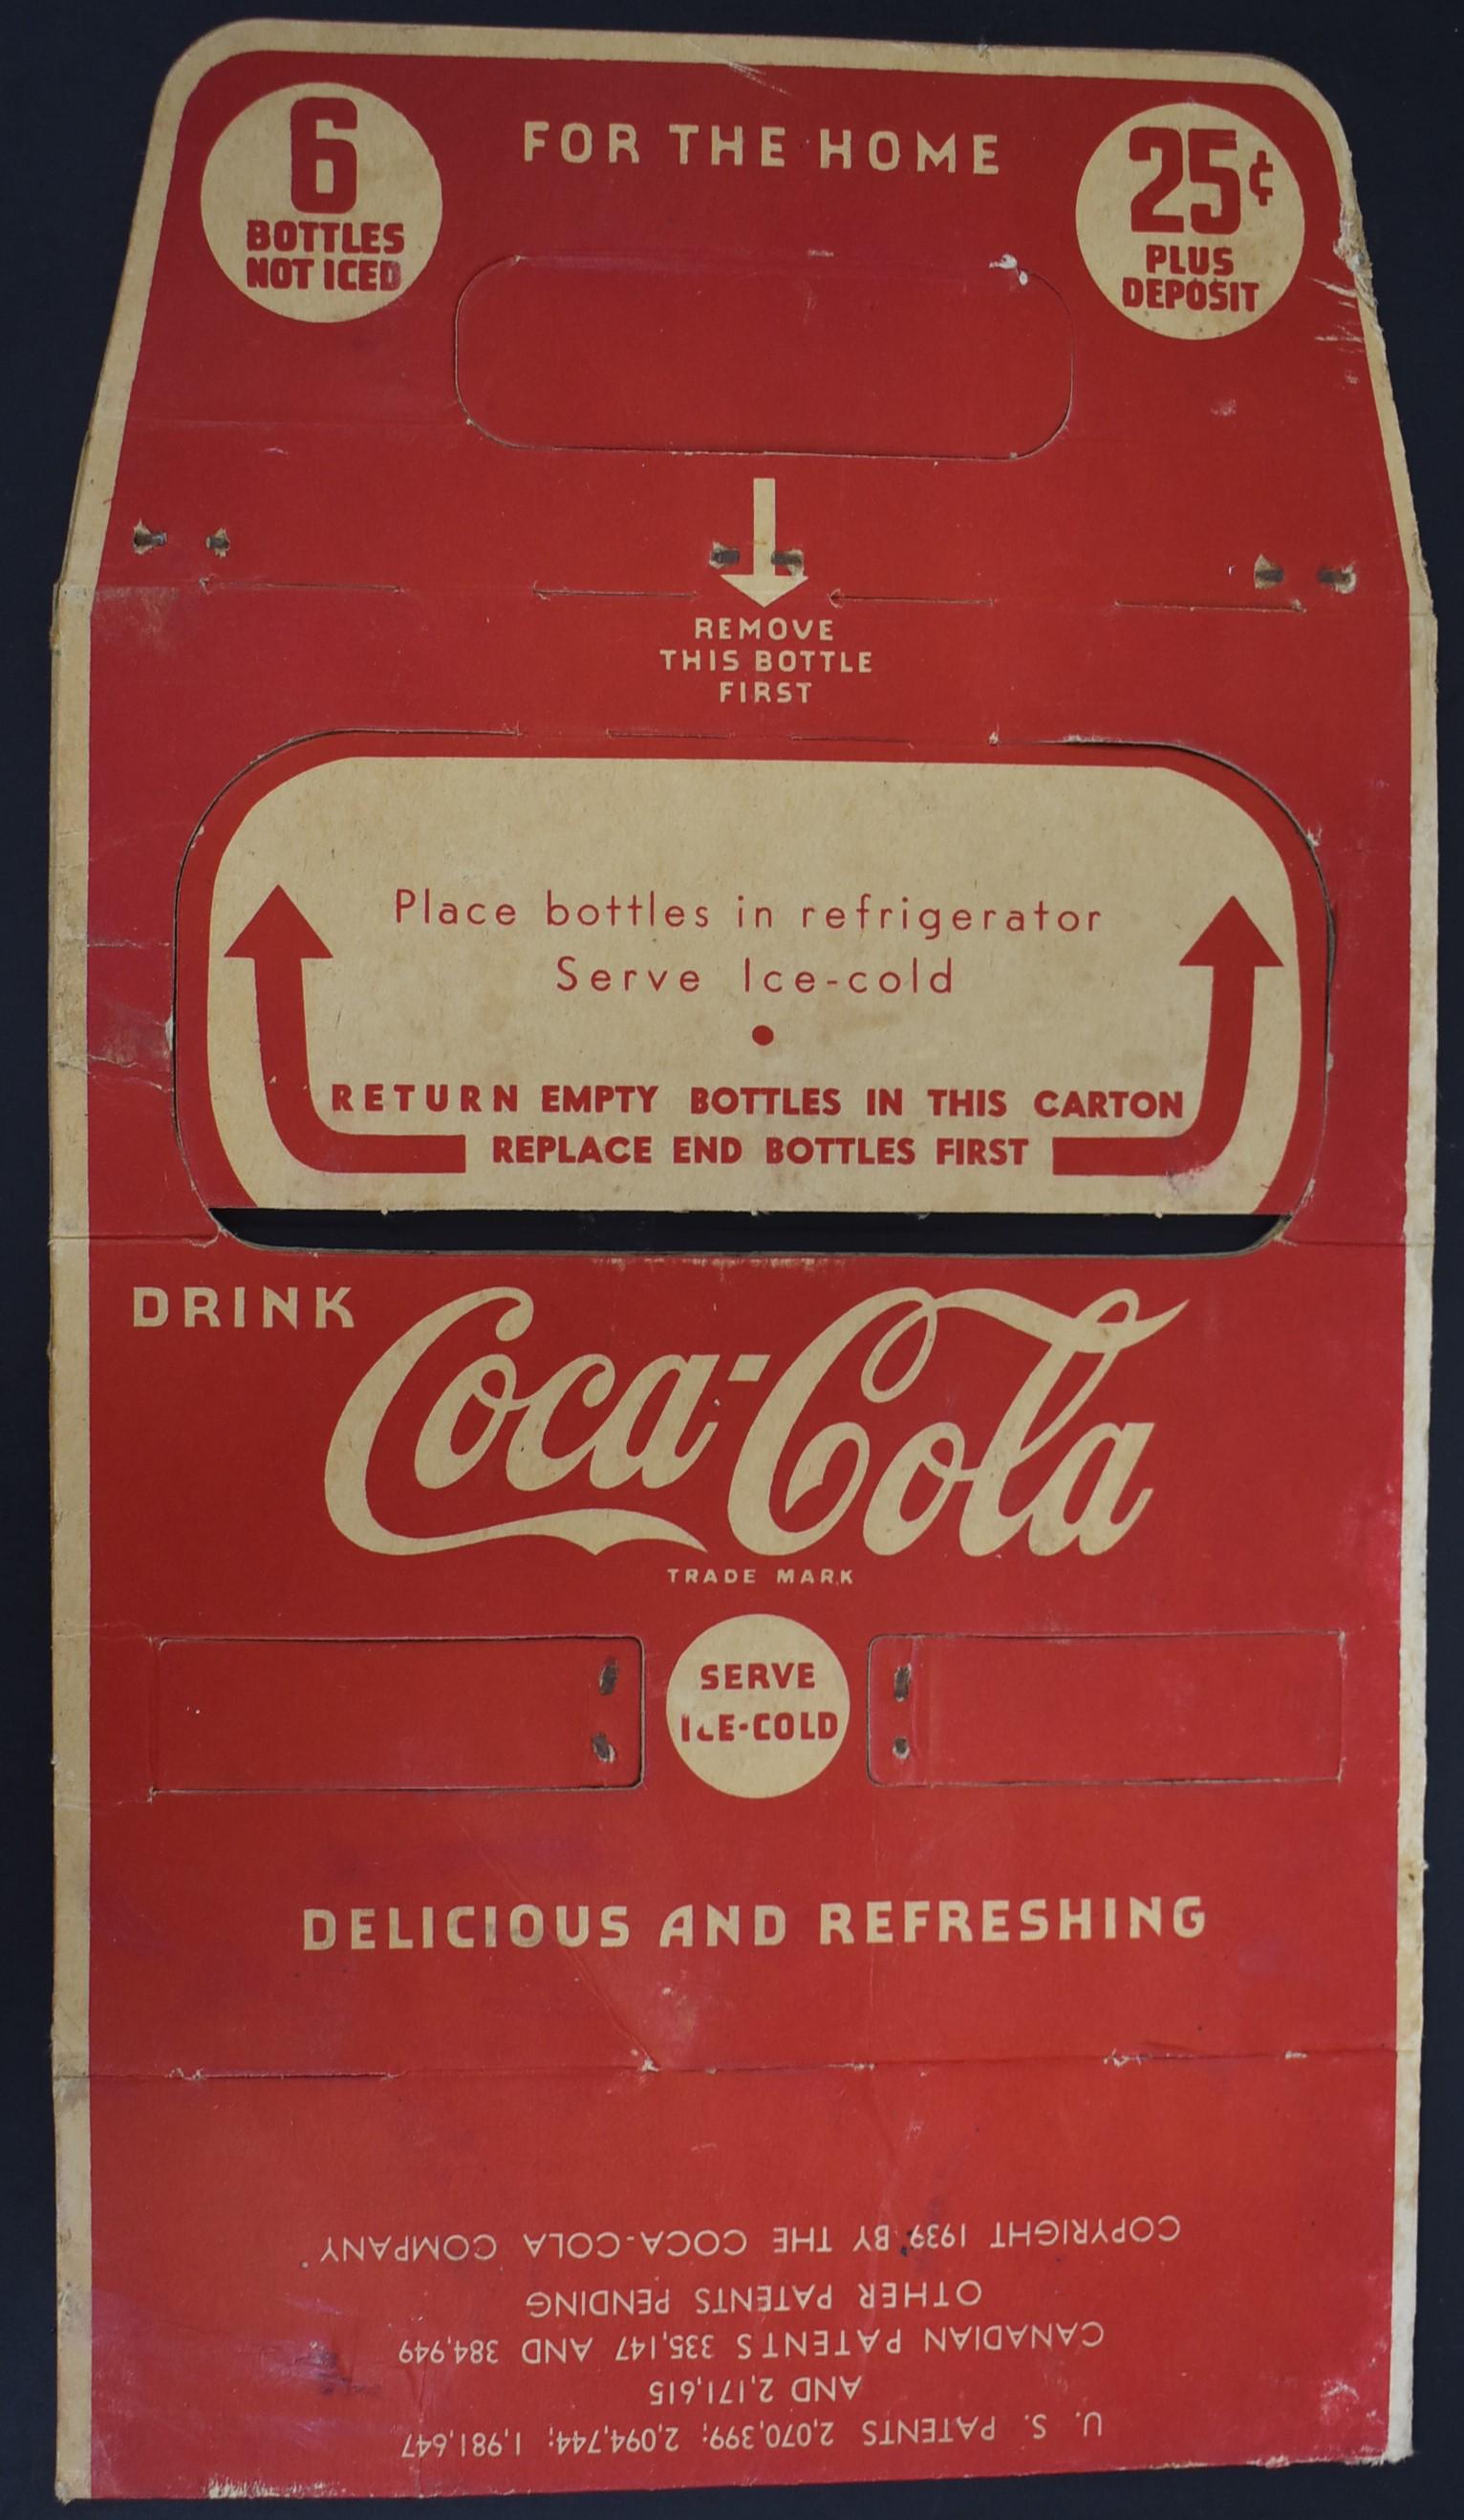 6
BOTTLES
NOT ICED
FOR THE HOME
25¢
PLUS
DEPOSIT
REMOVE
THIS BOTTLE
FIRST
Place bottles in refrigerator
Serve Ice-cold
•
RETURN EMPTY BOTTLES IN THIS CARTON
REPLACE END BOTTLES FIRST
DRINK
Coca-Cola
TRADE MARK
SERVE
ICE-COLD
DELICIOUS AND REFRESHING
U. S. PATENTS 2,070,399; 2,094,744; 1,981,647
AND 2,171,615
CANADIAN PATENTS 335,147 AND 384,949
OTHER PATENTS PENDING
COPYRIGHT 1939 BY THE COCA-COLA COMPANY